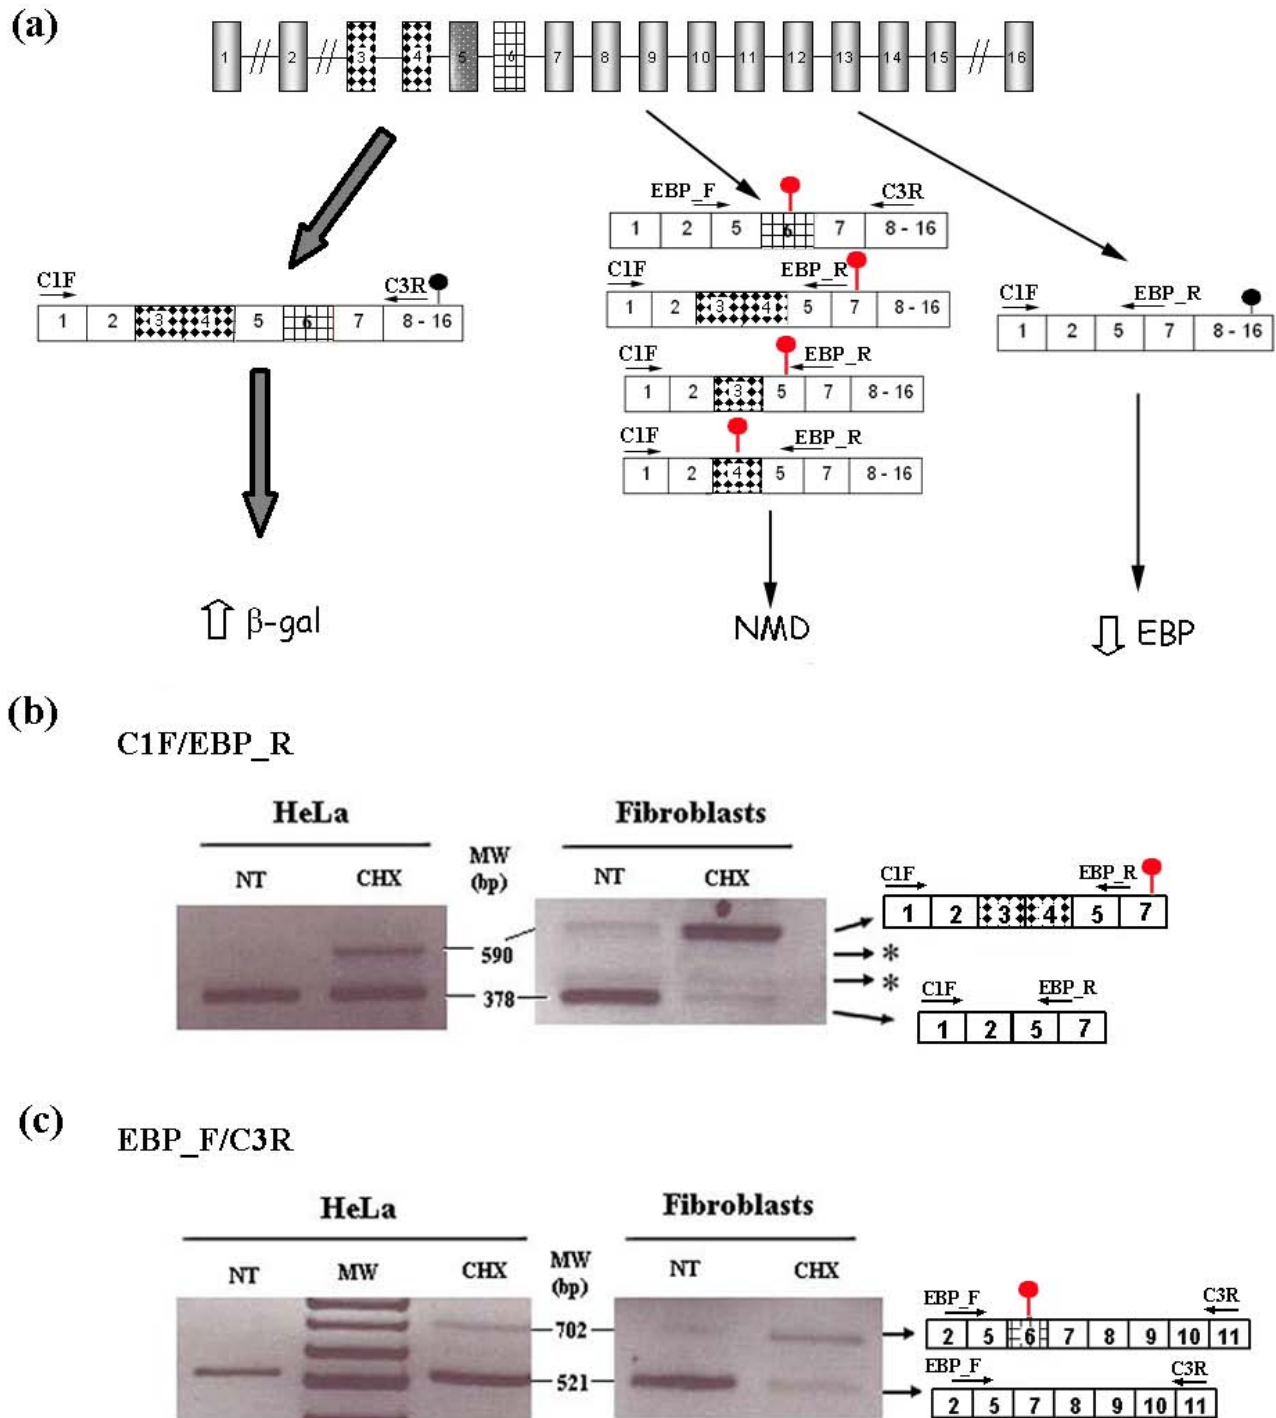 (a)
1 // 2 // 3 4 5 6 7 8 9 10 11 12 13 14 15 // 16
EBP_F C3R
1 2 5 6 7 8 - 16
C1F EBP_R
1 2 3 4 5 7 8 - 16
C1F C3R
1 2 3 4 5 6 7 8 - 16
C1F EBP_R
1 2 5 7 8 - 16
C1F EBP_R
1 2 3 5 7 8 - 16
C1F EBP_R
1 2 4 5 7 8 - 16
β-gal
NMD
EBP
(b)
C1F/EBP_R
HeLa
Fibroblasts
NT CHX
MW
(bp)
NT CHX
590
378
C1F EBP_R
1 2 3 4 5 7
*
*
C1F EBP_R
1 2 5 7
(c)
EBP_F/C3R
HeLa
Fibroblasts
NT MW CHX
MW
(bp)
NT CHX
702
521
EBP_F C3R
2 5 6 7 8 9 10 11
EBP_F C3R
2 5 7 8 9 10 11